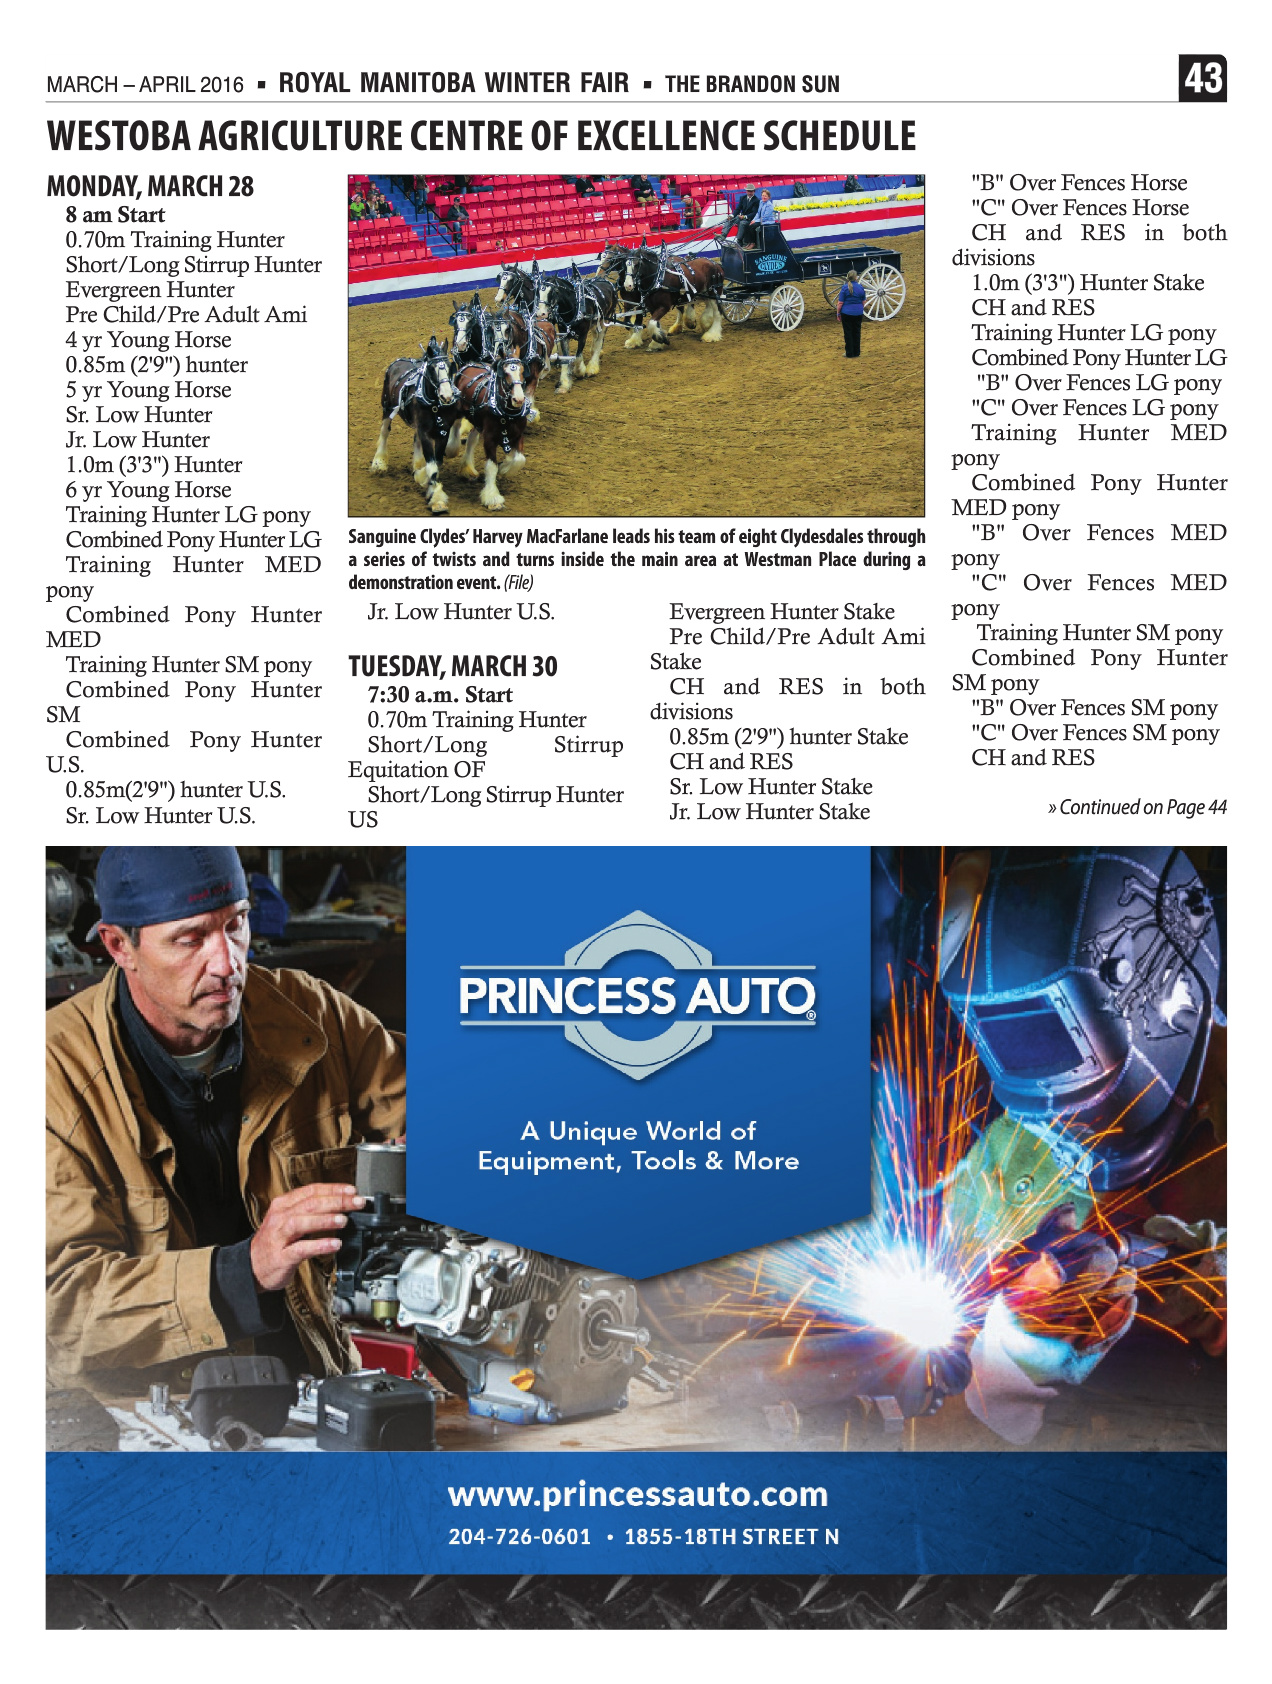 MARCH – APRIL 2016 ▪ ROYAL MANITOBA WINTER FAIR ▪ THE BRANDON SUN
43
WESTOBA AGRICULTURE CENTRE OF EXCELLENCE SCHEDULE
MONDAY, MARCH 28
8 am Start
0.70m Training Hunter
Short/Long Stirrup Hunter
Evergreen Hunter
Pre Child/Pre Adult Ami
4 yr Young Horse
0.85m (2'9") hunter
5 yr Young Horse
Sr. Low Hunter
Jr. Low Hunter
1.0m (3'3") Hunter
6 yr Young Horse
Training Hunter LG pony
Combined Pony Hunter LG
Training Hunter MED
pony
Combined Pony Hunter
MED
Training Hunter SM pony
Combined Pony Hunter
SM
Combined Pony Hunter
U.S.
0.85m(2'9") hunter U.S.
Sr. Low Hunter U.S.
SANGUINE
CLYDES
Sanguine Clydes' Harvey MacFarlane leads his team of eight Clydesdales through
a series of twists and turns inside the main area at Westman Place during a
demonstration event. (File)
Jr. Low Hunter U.S.
TUESDAY, MARCH 30
7:30 a.m. Start
0.70m Training Hunter
Short/Long Stirrup
Equitation OF
Short/Long Stirrup Hunter
US
Evergreen Hunter Stake
Pre Child/Pre Adult Ami
Stake
CH and RES in both
divisions
0.85m (2'9") hunter Stake
CH and RES
Sr. Low Hunter Stake
Jr. Low Hunter Stake
"B" Over Fences Horse
"C" Over Fences Horse
CH and RES in both
divisions
1.0m (3'3") Hunter Stake
CH and RES
Training Hunter LG pony
Combined Pony Hunter LG
"B" Over Fences LG pony
"C" Over Fences LG pony
Training Hunter MED
pony
Combined Pony Hunter
MED pony
"B" Over Fences MED
pony
"C" Over Fences MED
pony
Training Hunter SM pony
Combined Pony Hunter
SM pony
"B" Over Fences SM pony
"C" Over Fences SM pony
CH and RES
» Continued on Page 44
PRINCESS AUTO®
A Unique World of
Equipment, Tools & More
www.princessauto.com
204-726-0601 • 1855-18TH STREET N